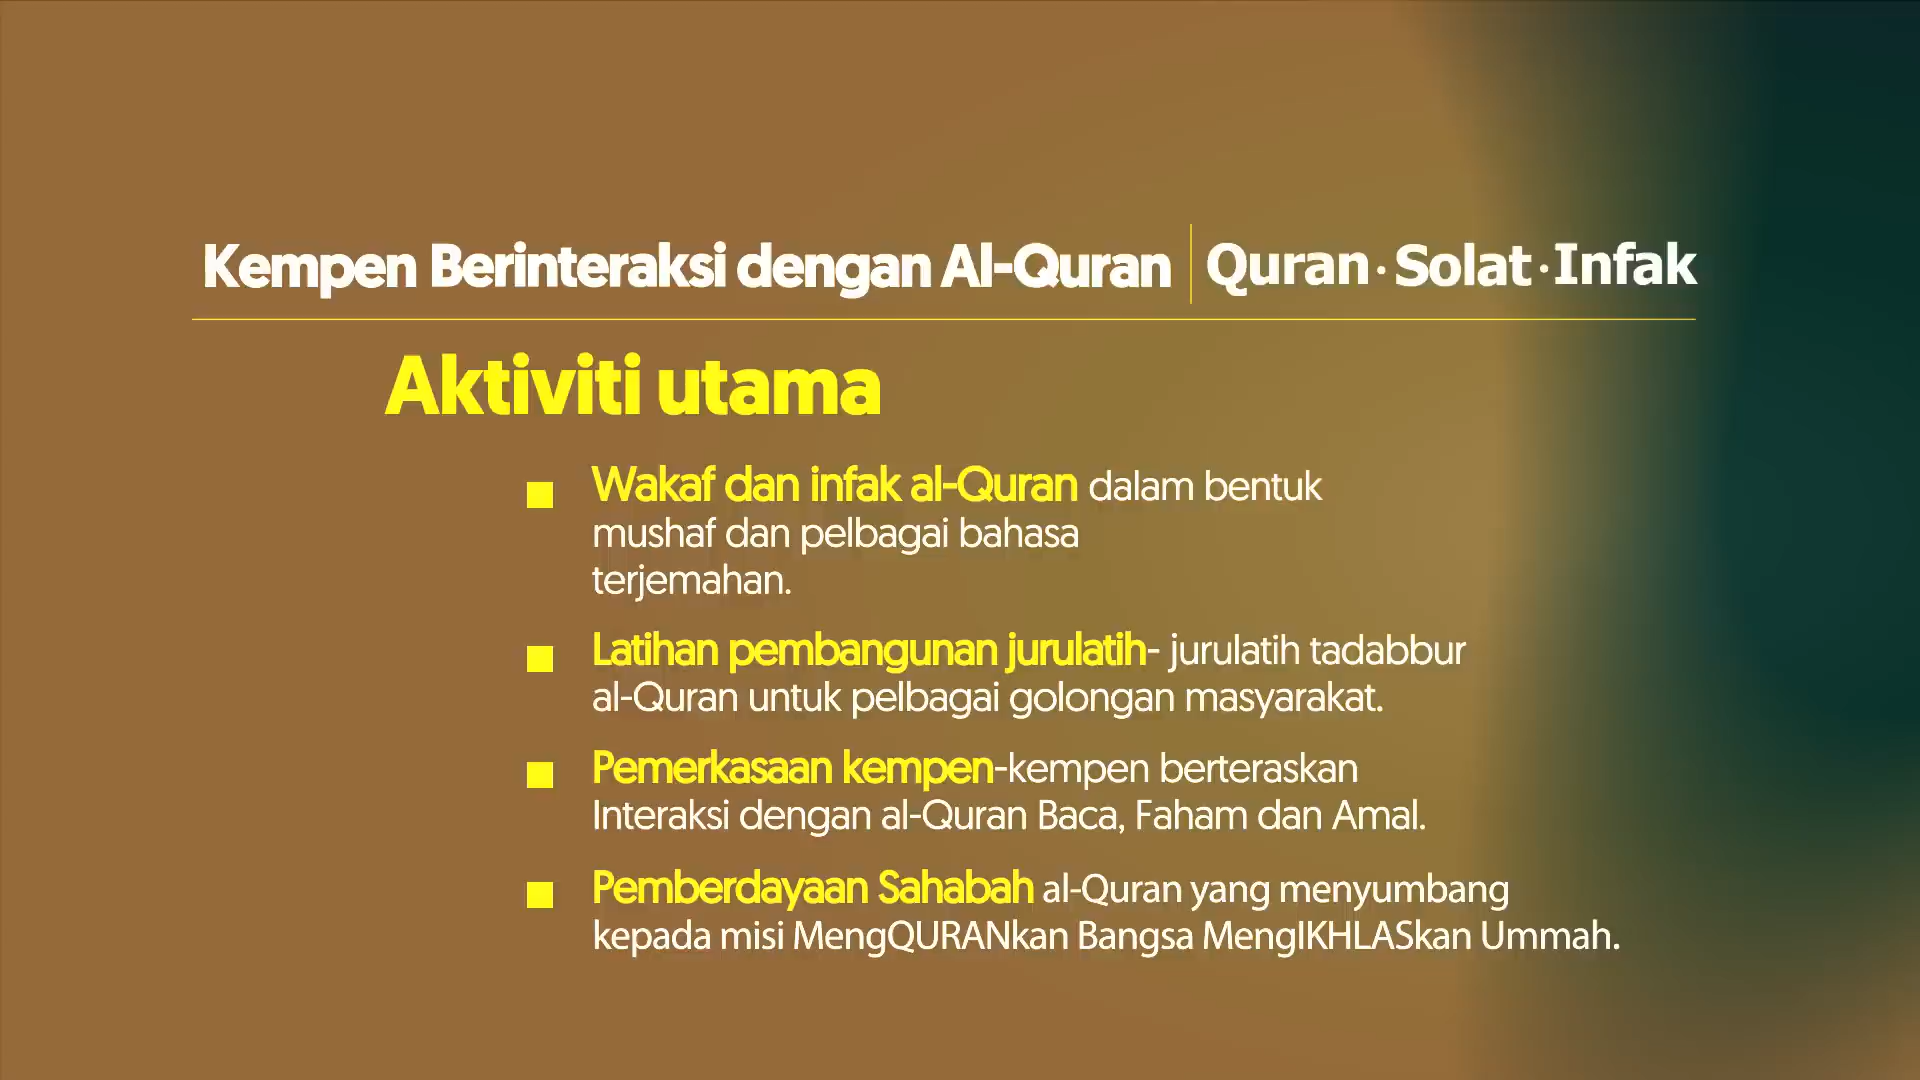 Kempen Berinteraksi dengan Al-Quran Quran · Solat · Infak
Aktiviti utama
Wakaf dan infak al-Quran dalam bentuk
mushaf dan pelbagai bahasa
terjemahan.
Latihan pembangunan jurulatih- jurulatih tadabbur
al-Quran untuk pelbagai golongan masyarakat.
Pemerkasaan kempen-kempen berteraskan
Interaksi dengan al-Quran Baca, Faham dan Amal.
Pemberdayaan Sahabah al-Quran yang menyumbang
kepada misi MengQURANkan Bangsa MengIKHLASkan Ummah.